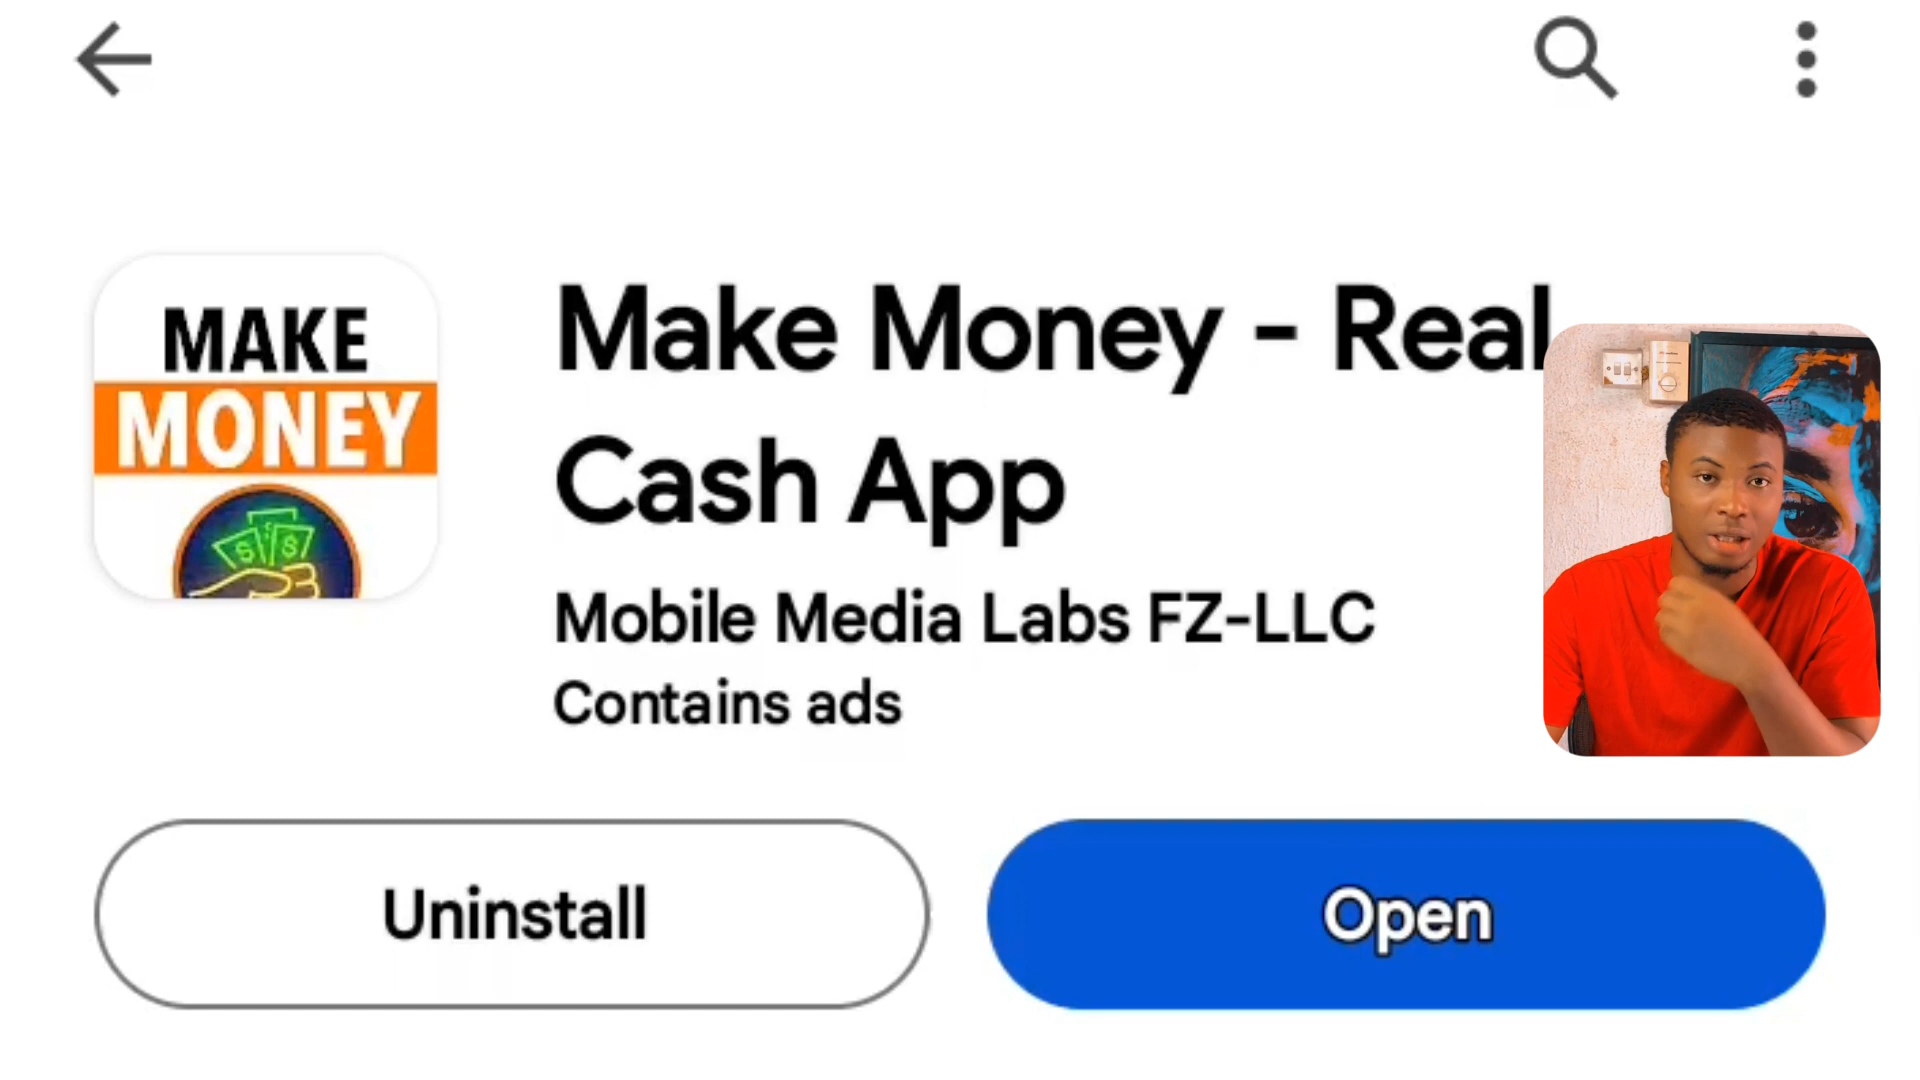 MAKE
MONEY
Make Money - Real
Cash App
Mobile Media Labs FZ-LLC
Contains ads
Uninstall
Open